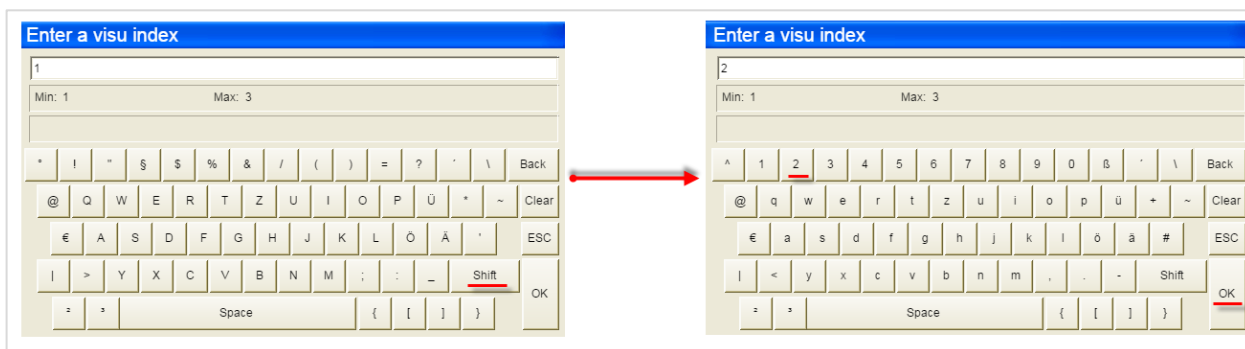 Enter a visu index
1
Min: 1 Max: 3
° ! " § $ % & / ( ) = ? ´ \ Back
@ Q W E R T Z U I O P Ü * ~ Clear
€ A S D F G H J K L Ö Ä ' ESC
| > Y X C V B N M ; : _ Shift
OK
² ³ Space { [ ] }
Enter a visu index
2
Min: 1 Max: 3
^ 1 2 3 4 5 6 7 8 9 0 ß ´ \ Back
@ q w e r t z u i o p ü + ~ Clear
€ a s d f g h j k l ö ä # ESC
| < y x c v b n m , . - Shift
OK
² ³ Space { [ ] }